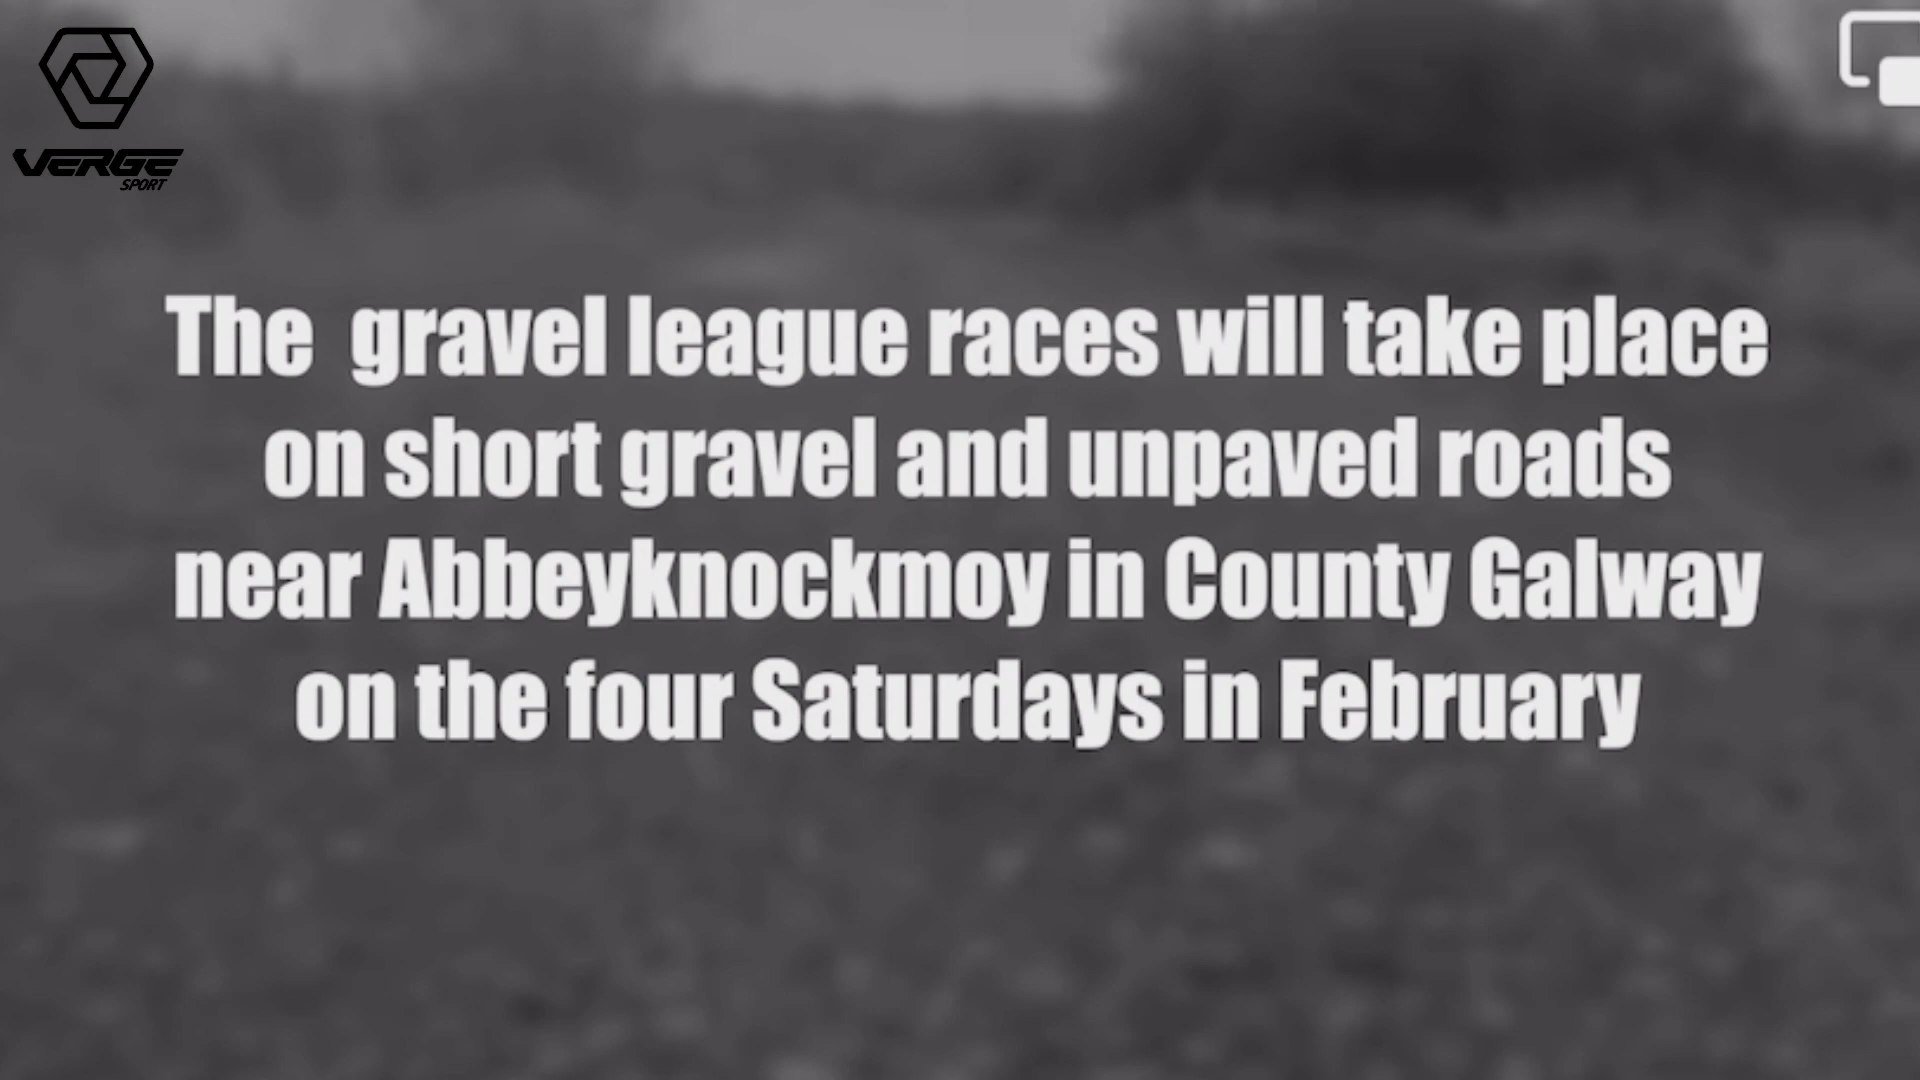 VERGE
SPORT
The  gravel league races will take place
on short gravel and unpaved roads
near Abbeyknockmoy in County Galway
on the four Saturdays in February